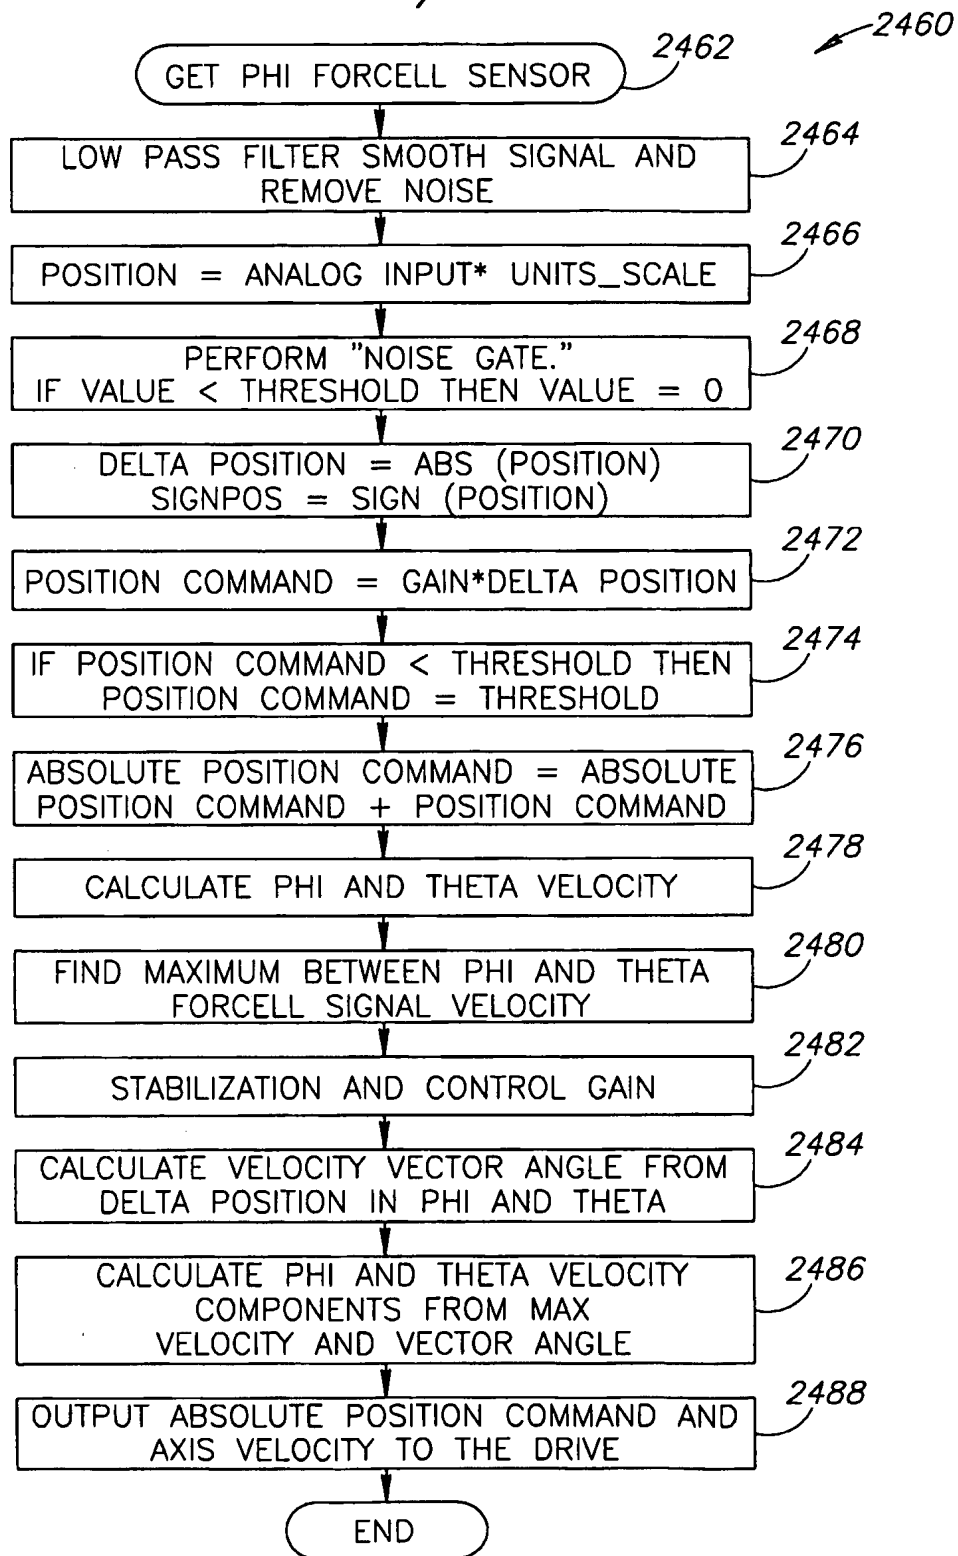 2460
GET PHI FORCELL SENSOR
2462
LOW PASS FILTER SMOOTH SIGNAL AND
REMOVE NOISE
2464
POSITION = ANALOG INPUT* UNITS_SCALE
2466
PERFORM "NOISE GATE."
IF VALUE < THRESHOLD THEN VALUE = 0
2468
DELTA POSITION = ABS (POSITION)
SIGNPOS = SIGN (POSITION)
2470
POSITION COMMAND = GAIN*DELTA POSITION
2472
IF POSITION COMMAND < THRESHOLD THEN
POSITION COMMAND = THRESHOLD
2474
ABSOLUTE POSITION COMMAND = ABSOLUTE
POSITION COMMAND + POSITION COMMAND
2476
CALCULATE PHI AND THETA VELOCITY
2478
FIND MAXIMUM BETWEEN PHI AND THETA
FORCELL SIGNAL VELOCITY
2480
STABILIZATION AND CONTROL GAIN
2482
CALCULATE VELOCITY VECTOR ANGLE FROM
DELTA POSITION IN PHI AND THETA
2484
CALCULATE PHI AND THETA VELOCITY
COMPONENTS FROM MAX
VELOCITY AND VECTOR ANGLE
2486
OUTPUT ABSOLUTE POSITION COMMAND AND
AXIS VELOCITY TO THE DRIVE
2488
END